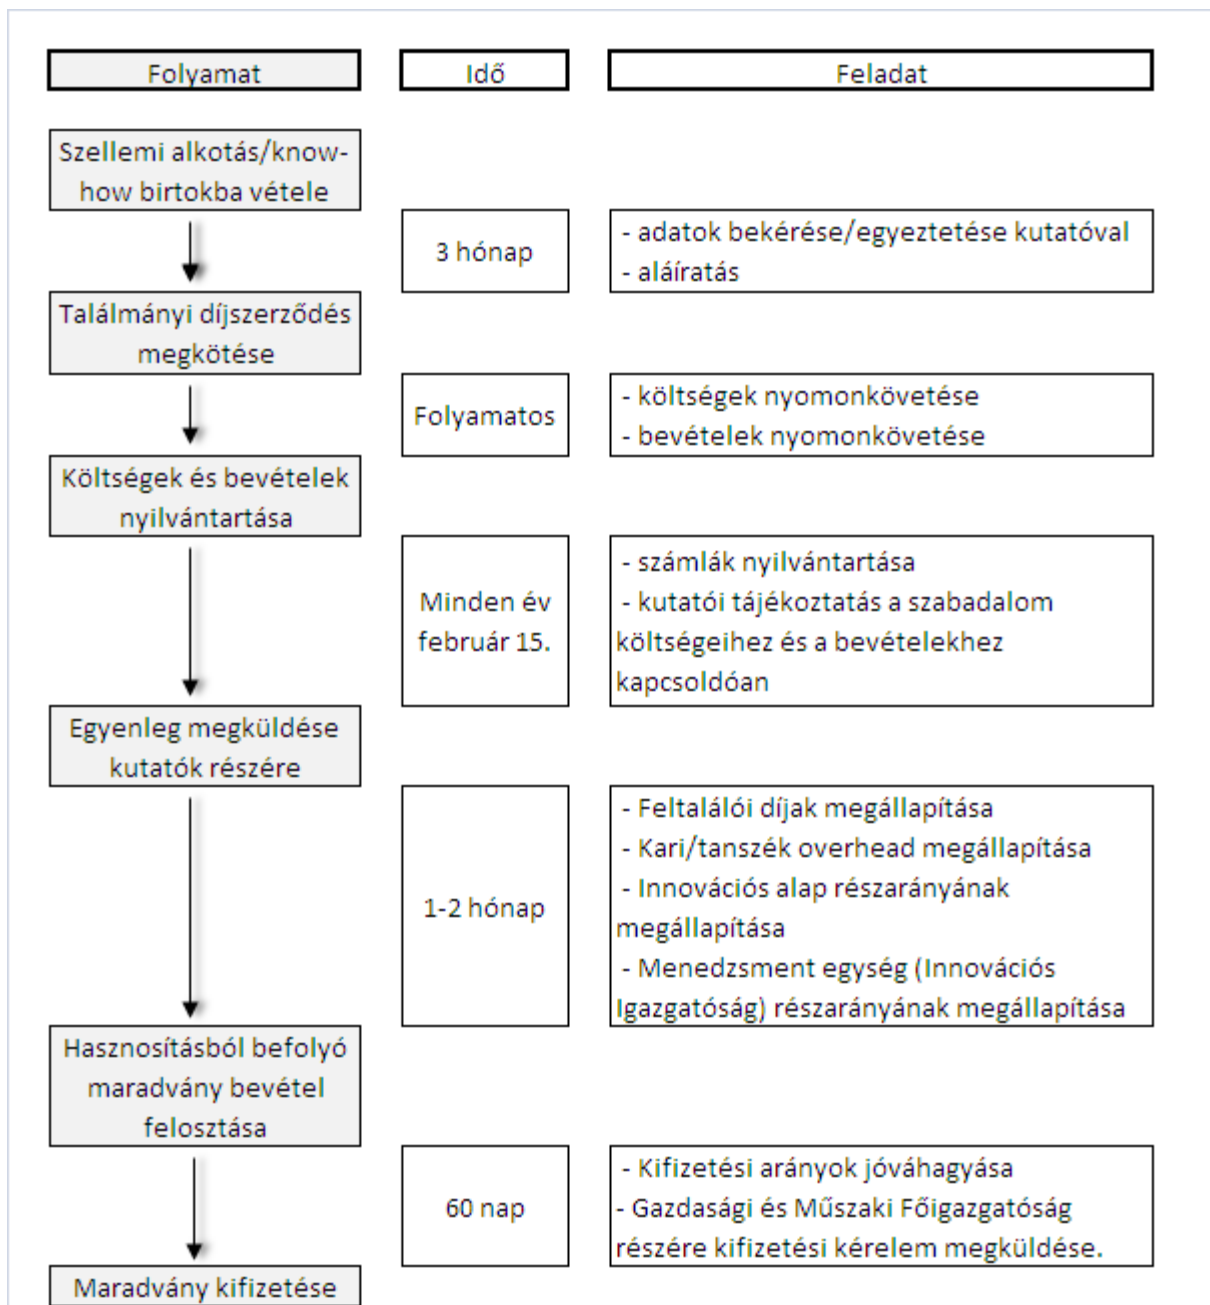 Folyamat
Idő
Feladat
Szellemi alkotás/know-
how birtokba vétele
3 hónap
- adatok bekérése/egyeztetése kutatóval
- aláíratás
Találmányi díjszerződés
megkötése
Folyamatos
- költségek nyomonkövetése
- bevételek nyomonkövetése
Költségek és bevételek
nyilvántartása
Minden év
február 15.
- számlák nyilvántartása
- kutatói tájékoztatás a szabadalom
költségeihez és a bevételekhez
kapcsolódóan
Egyenleg megküldése
kutatók részére
1-2 hónap
- Feltalálói díjak megállapítása
- Kari/tanszék overhead megállapítása
- Innovációs alap részarányának
megállapítása
- Menedzsment egység (Innovációs
Igazgatóság) részarányának megállapítása
Hasznosításból befolyó
maradvány bevétel
felosztása
60 nap
- Kifizetési arányok jóváhagyása
- Gazdasági és Műszaki Főigazgatóság
részére kifizetési kérelem megküldése.
Maradvány kifizetése